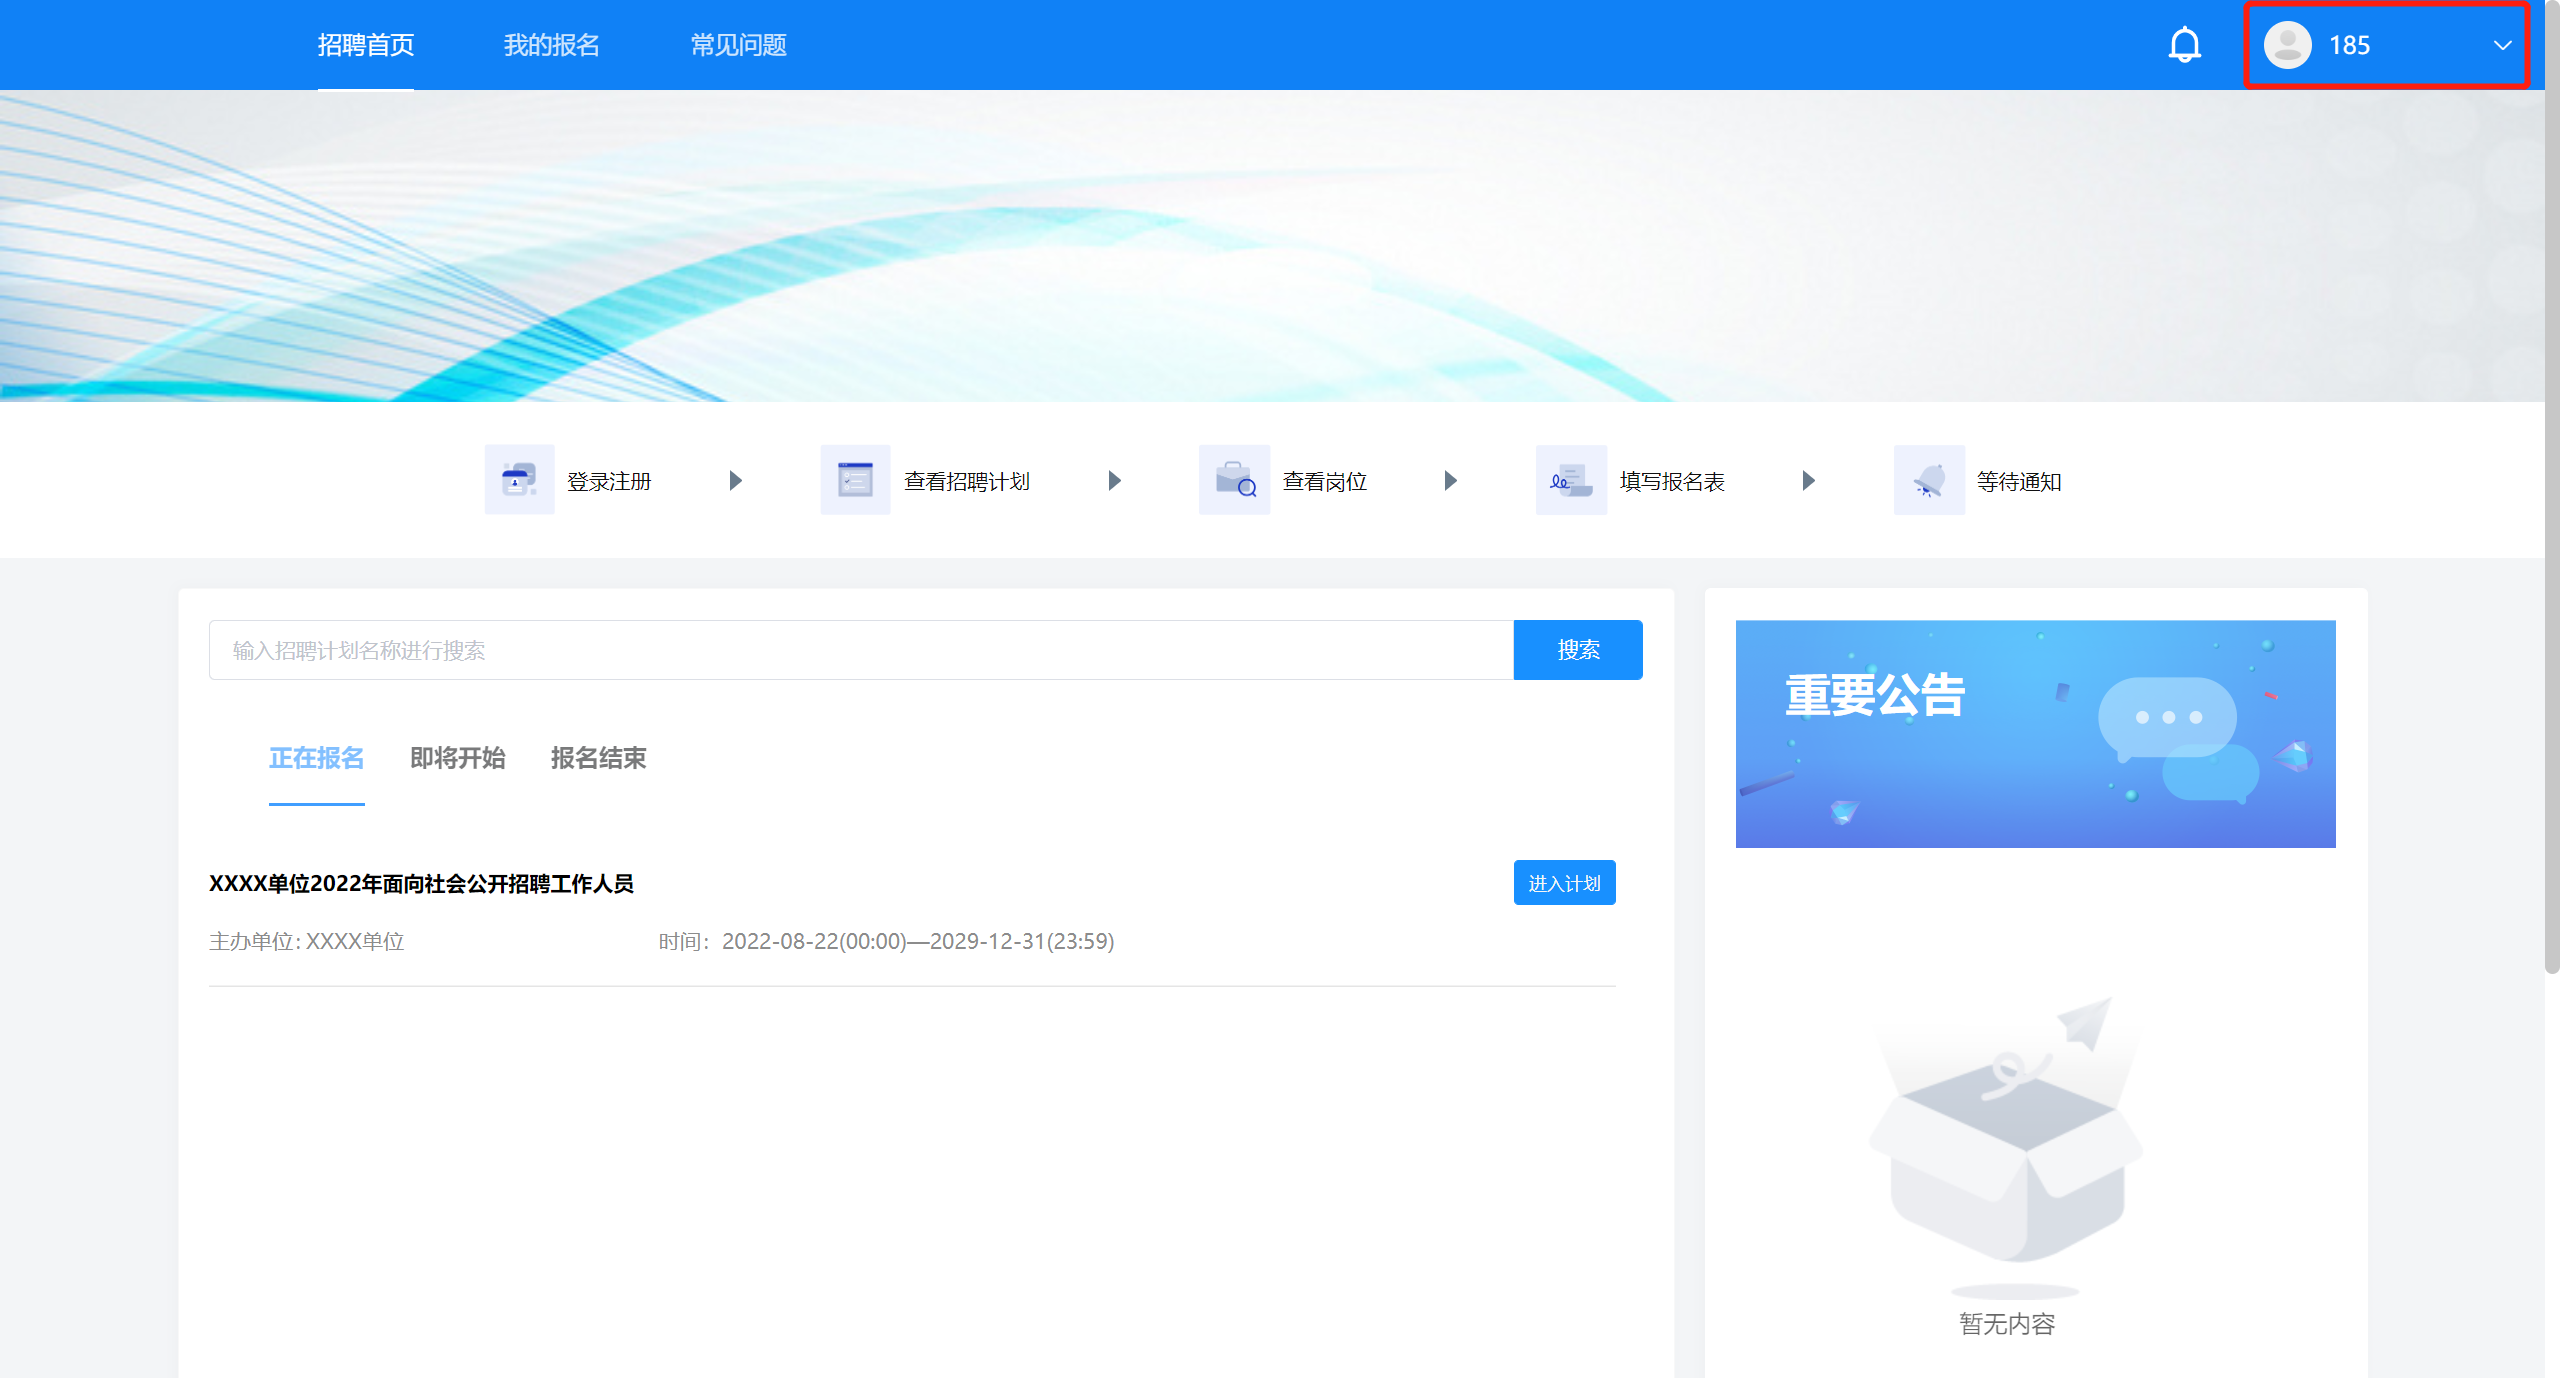 招聘首页 我的报名 常见问题 185
登录注册 查看招聘计划 查看岗位 填写报名表 等待通知
输入招聘计划名称进行搜索 搜索
正在报名 即将开始 报名结束
XXXX单位2022年面向社会公开招聘工作人员 进入计划
主办单位: XXXX单位 时间：2022-08-22(00:00)—2029-12-31(23:59)
重要公告
暂无内容